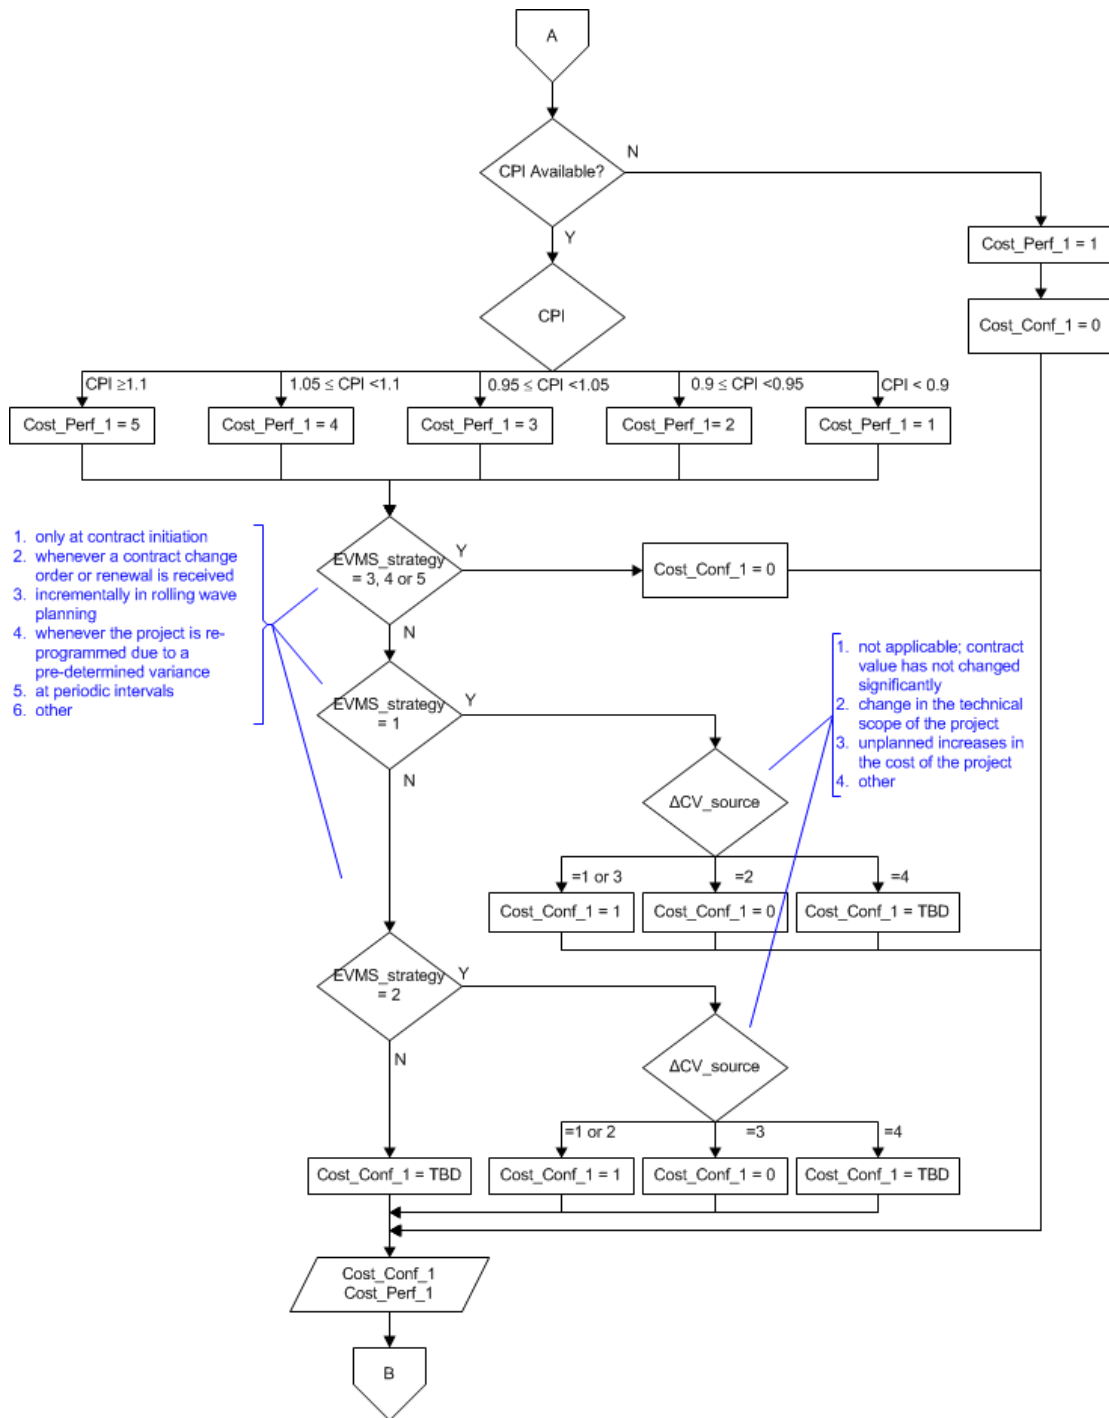 A
CPI Available?
N
Y
Cost_Perf_1 = 1
CPI
Cost_Conf_1 = 0
CPI ≥1.1
1.05 ≤ CPI <1.1
0.95 ≤ CPI <1.05
0.9 ≤ CPI <0.95
CPI < 0.9
Cost_Perf_1 = 5
Cost_Perf_1 = 4
Cost_Perf_1 = 3
Cost_Perf_1= 2
Cost_Perf_1 = 1
1. only at contract initiation
2. whenever a contract change
order or renewal is received
3. incrementally in rolling wave
planning
4. whenever the project is re-
programmed due to a
pre-determined variance
5. at periodic intervals
6. other
EVMS_strategy
= 3, 4 or 5
Y
Cost_Conf_1 = 0
N
1. not applicable; contract
value has not changed
significantly
2. change in the technical
scope of the project
3. unplanned increases in
the cost of the project
4. other
EVMS_strategy
= 1
Y
N
ΔCV_source
=1 or 3
=2
=4
Cost_Conf_1 = 1
Cost_Conf_1 = 0
Cost_Conf_1 = TBD
EVMS_strategy
= 2
Y
N
ΔCV_source
=1 or 2
=3
=4
Cost_Conf_1 = TBD
Cost_Conf_1 = 1
Cost_Conf_1 = 0
Cost_Conf_1 = TBD
Cost_Conf_1
Cost_Perf_1
B